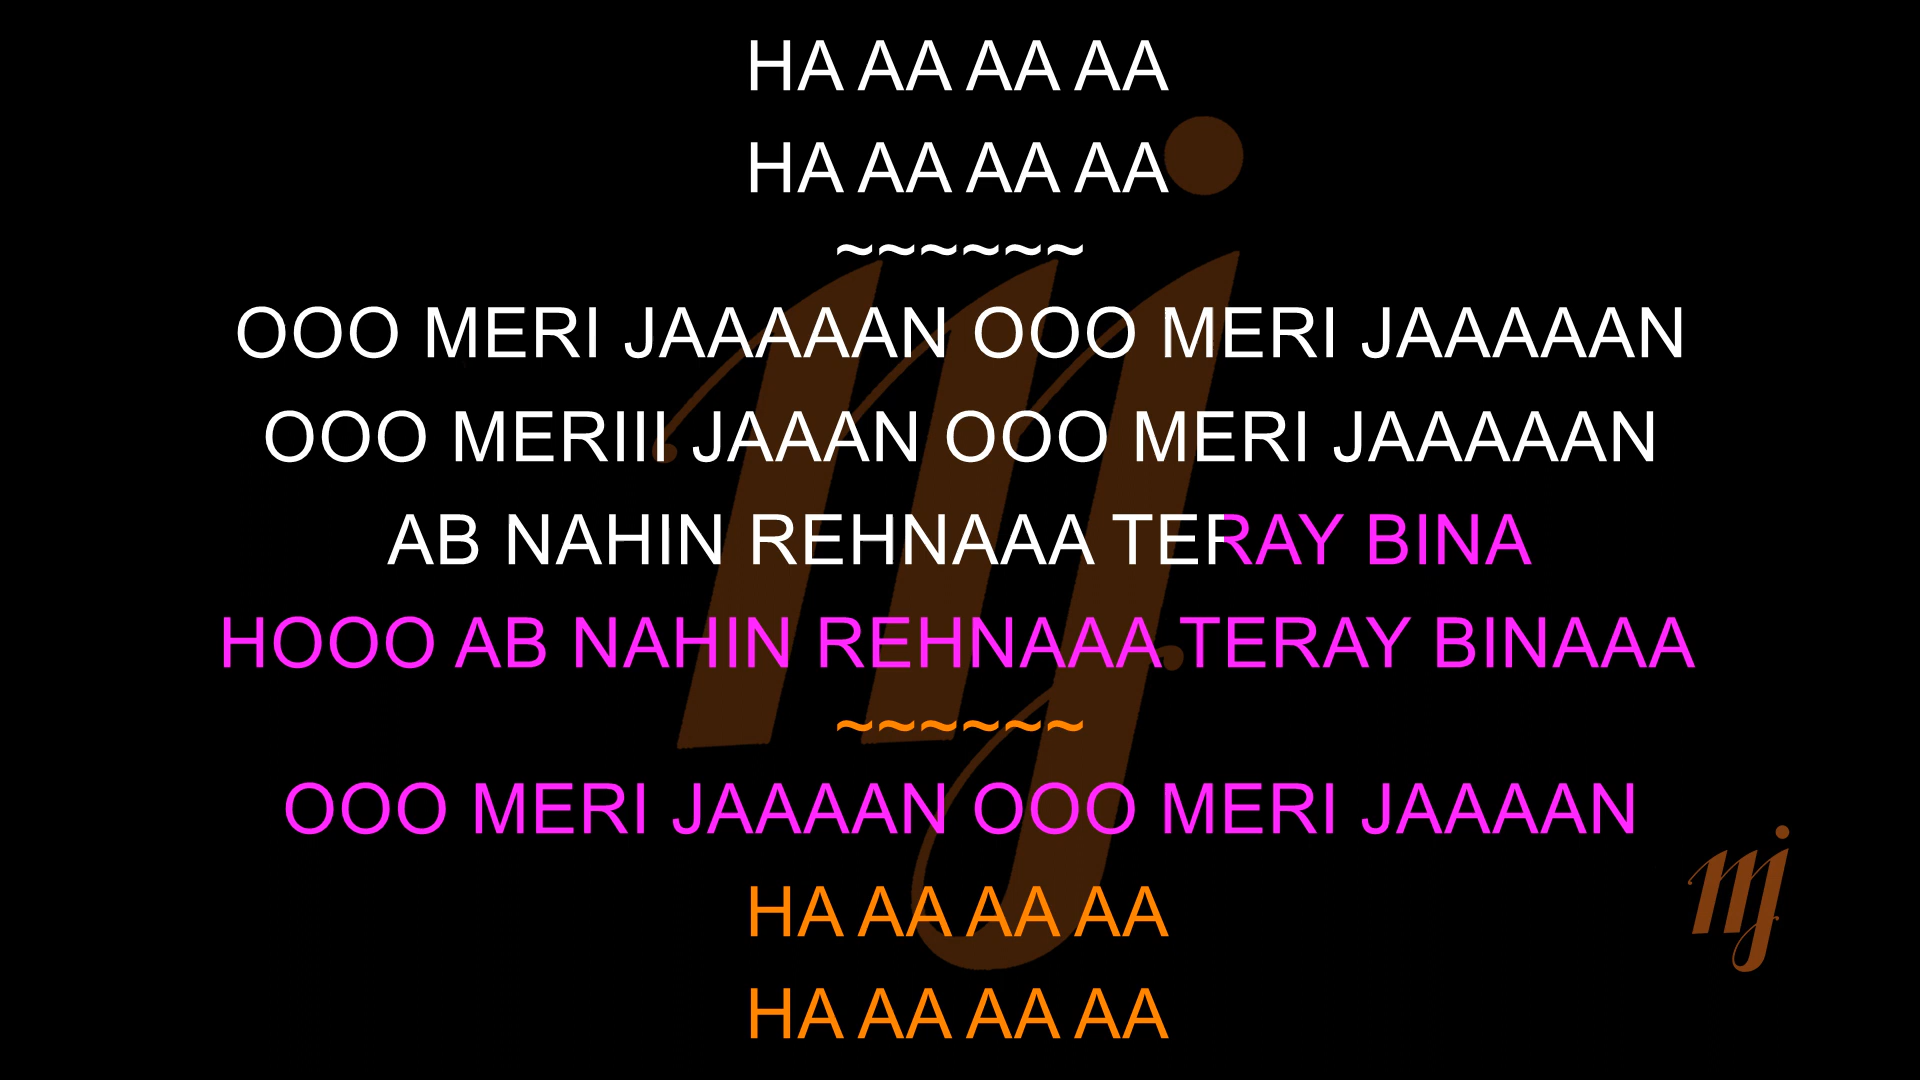 HA AA AA AA
HA AA AA AA
~~~~~~
OOO MERI JAAAAAN OOO MERI JAAAAAN
OOO MERIII JAAAN OOO MERI JAAAAAN
AB NAHIN REHNAAA TERAY BINA
HOOO AB NAHIN REHNAAA TERAY BINAAA
~~~~~~
OOO MERI JAAAAN OOO MERI JAAAAN
HA AA AA AA
HA AA AA AA
mj